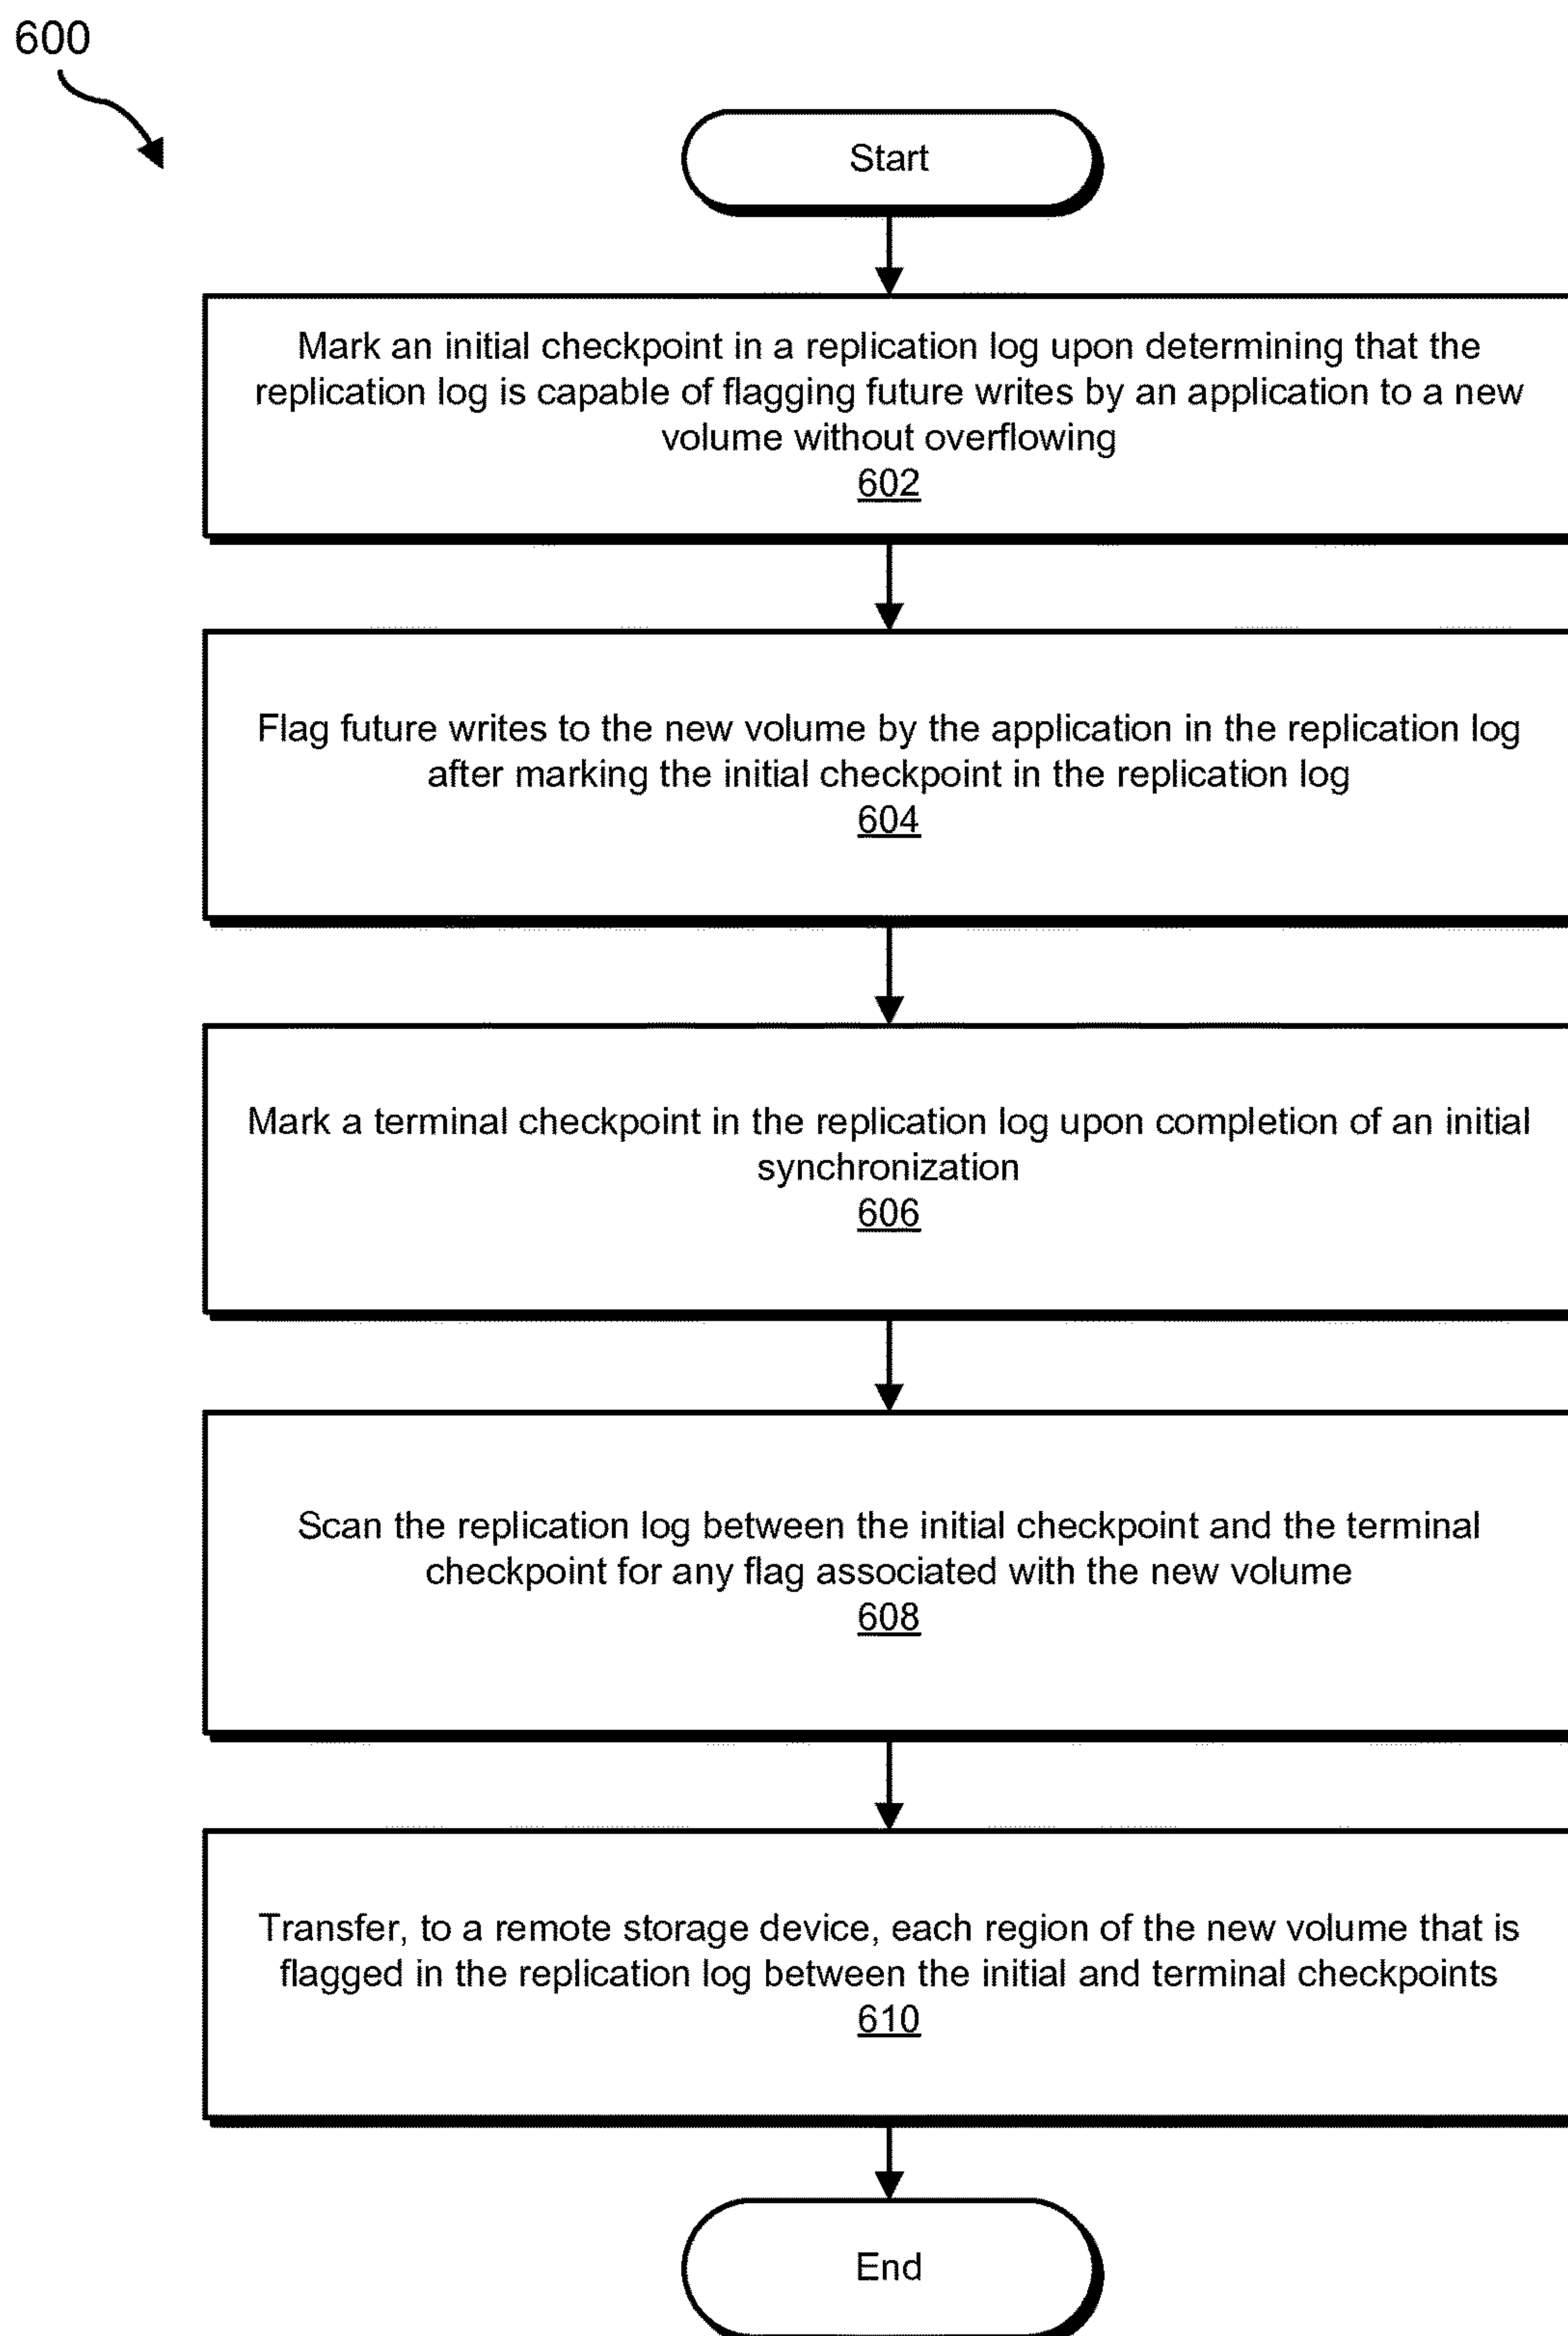 600
Start
Mark an initial checkpoint in a replication log upon determining that the
replication log is capable of flagging future writes by an application to a new
volume without overflowing
602
Flag future writes to the new volume by the application in the replication log
after marking the initial checkpoint in the replication log
604
Mark a terminal checkpoint in the replication log upon completion of an initial
synchronization
606
Scan the replication log between the initial checkpoint and the terminal
checkpoint for any flag associated with the new volume
608
Transfer, to a remote storage device, each region of the new volume that is
flagged in the replication log between the initial and terminal checkpoints
610
End